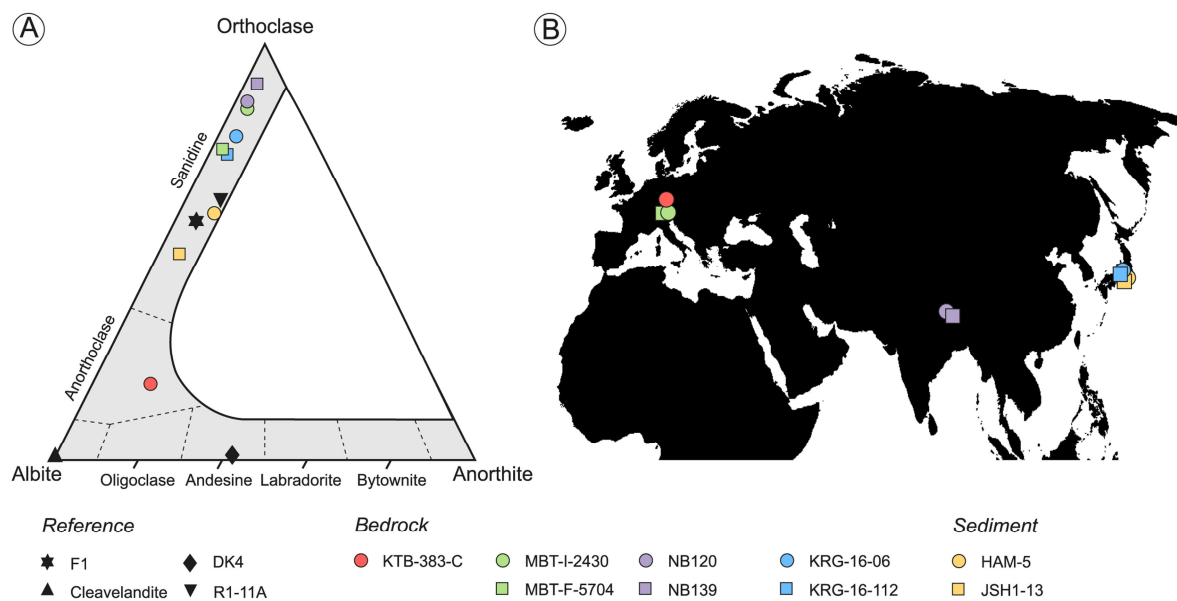 A
B
Orthoclase
Sanidine
Anorthoclase
Albite
Anorthite
Oligoclase Andesine Labradorite Bytownite
Reference
Bedrock
Sediment
F1
DK4
KTB-383-C
MBT-I-2430
NB120
KRG-16-06
HAM-5
Cleavelandite
R1-11A
MBT-F-5704
NB139
KRG-16-112
JSH1-13